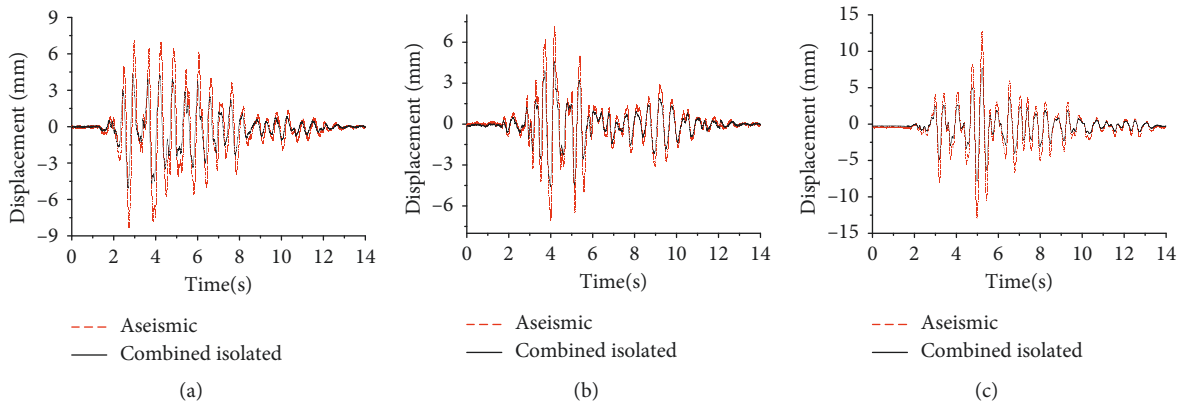 9
6
3
0
−3
−6
−9
Displacement (mm)
0 2 4 6 8 10 12 14
Time(s)
Aseismic
Combined isolated
(a)
6
3
0
−3
−6
Displacement (mm)
0 2 4 6 8 10 12 14
Time(s)
Aseismic
Combined isolated
(b)
15
10
5
0
−5
−10
−15
Displacement (mm)
0 2 4 6 8 10 12 14
Time(s)
Aseismic
Combined isolated
(c)